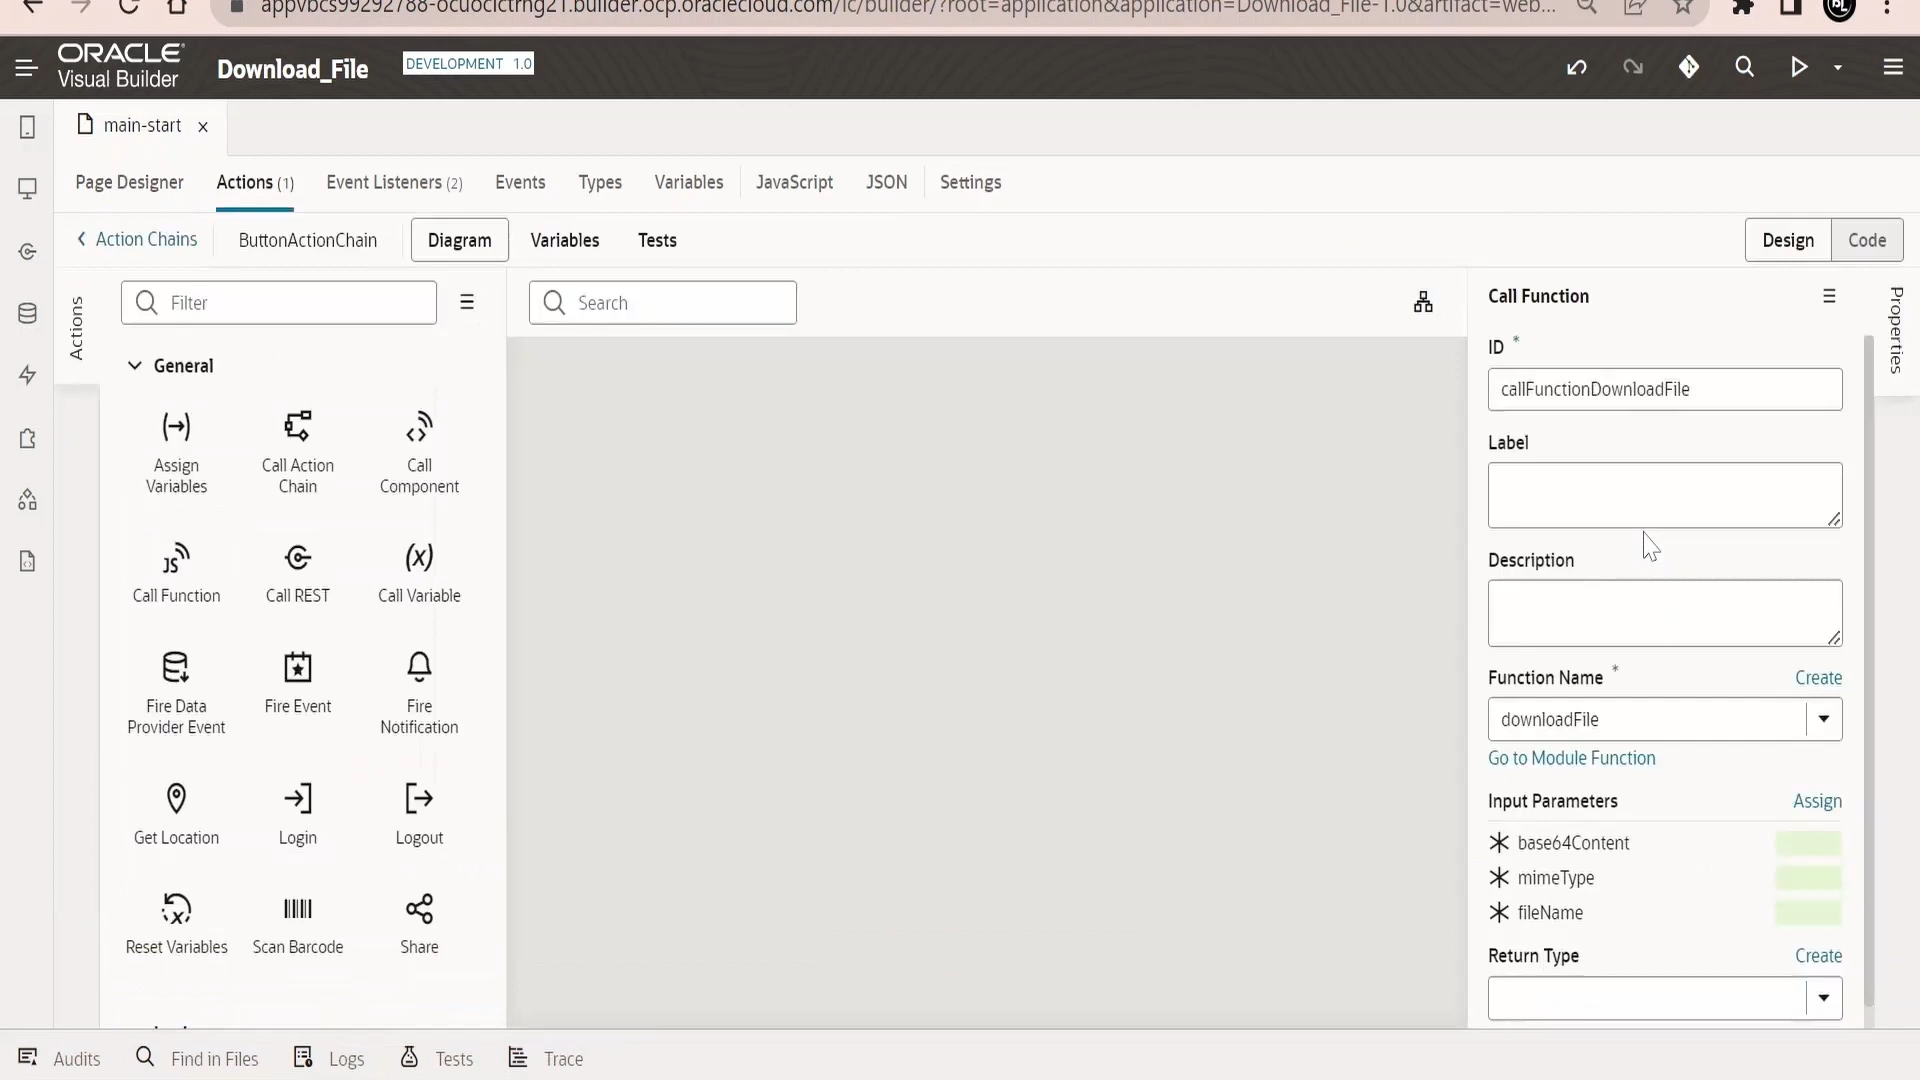 appvbcs99292788-ocuocictrng21.builder.ocp.oraclecloud.com/ic/builder/?root=application&application=Download_File-1.0&artifact=web...
ORACLE
Visual Builder
Download_File
DEVELOPMENT 1.0
main-start
Page Designer
Actions (1)
Event Listeners (2)
Events
Types
Variables
JavaScript
JSON
Settings
Action Chains
ButtonActionChain
Diagram
Variables
Tests
Design
Code
Actions
Filter
General
Assign
Variables
Call Action
Chain
Call
Component
Call Function
Call REST
Call Variable
Fire Data
Provider Event
Fire Event
Fire
Notification
Get Location
Login
Logout
Reset Variables
Scan Barcode
Share
Search
Call Function
ID *
callFunctionDownloadFile
Label
Description
Function Name *
Create
downloadFile
Go to Module Function
Input Parameters
Assign
base64Content
mimeType
fileName
Return Type
Create
Properties
Audits
Find in Files
Logs
Tests
Trace